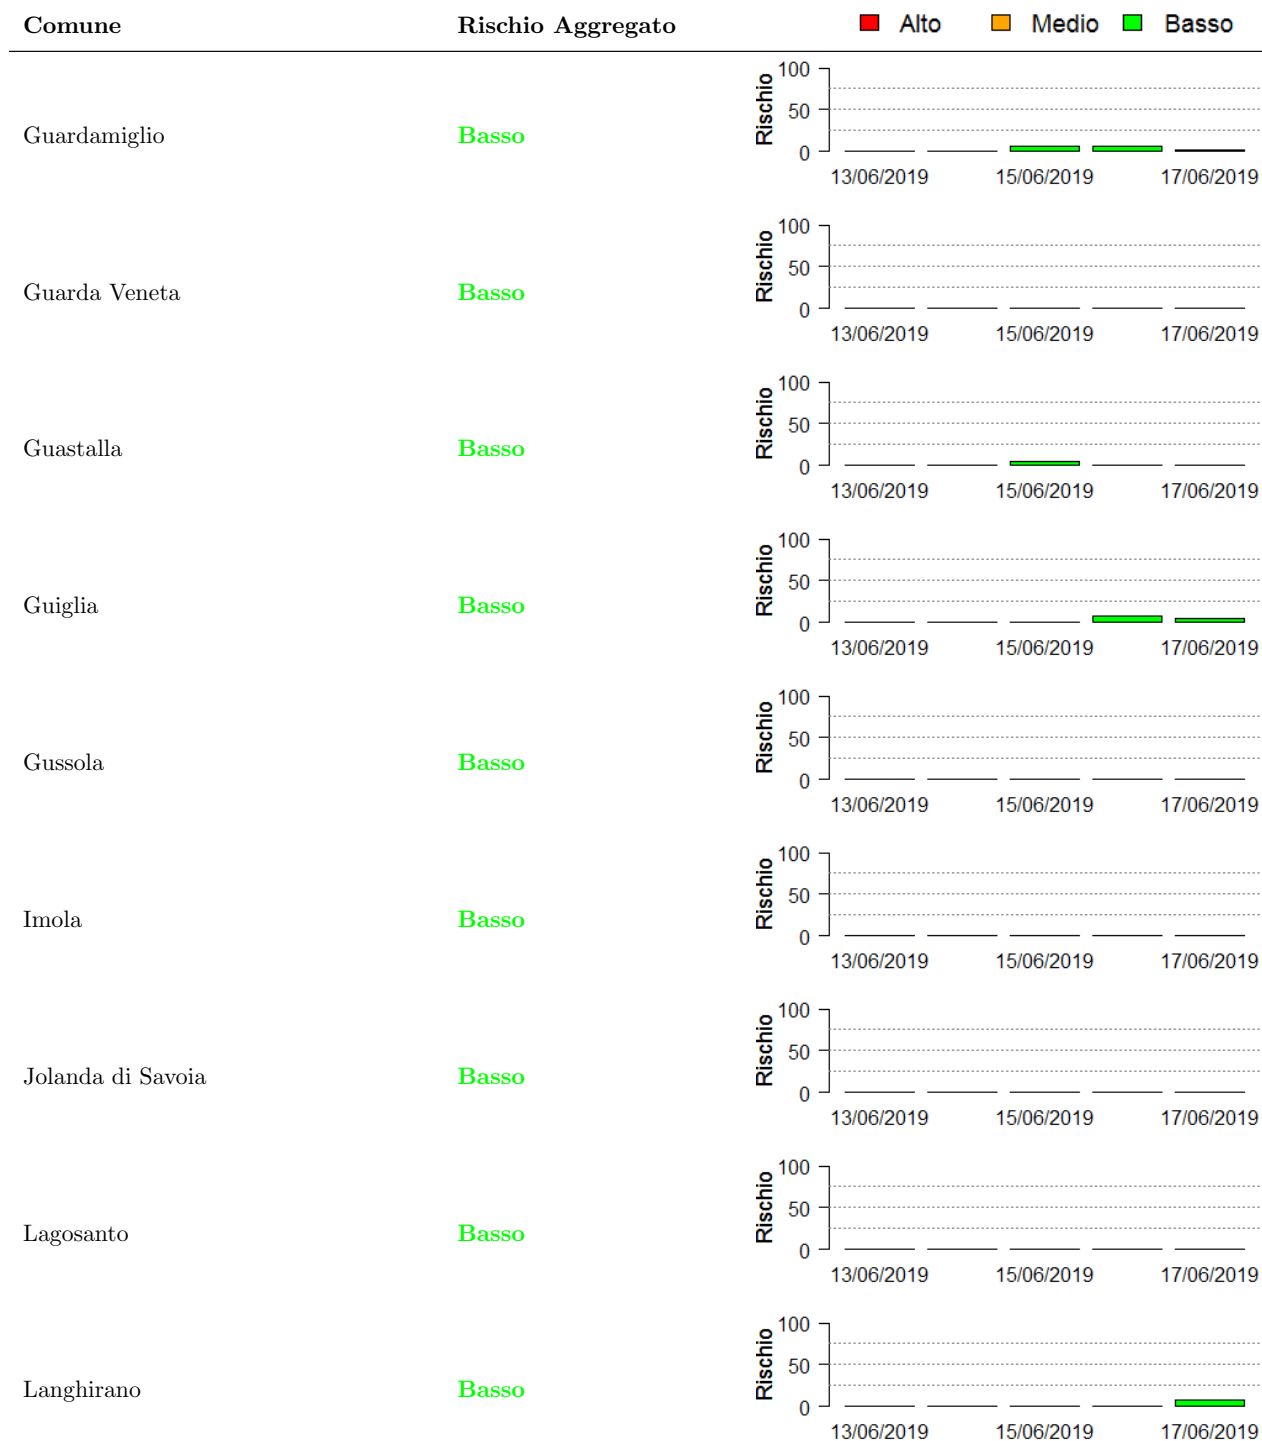 Comune Rischio Aggregato Alto Medio Basso
Guardamiglio Basso
Rischio
100
50
0
13/06/2019 15/06/2019 17/06/2019
Guarda Veneta Basso
Rischio
100
50
0
13/06/2019 15/06/2019 17/06/2019
Guastalla Basso
Rischio
100
50
0
13/06/2019 15/06/2019 17/06/2019
Guiglia Basso
Rischio
100
50
0
13/06/2019 15/06/2019 17/06/2019
Gussola Basso
Rischio
100
50
0
13/06/2019 15/06/2019 17/06/2019
Imola Basso
Rischio
100
50
0
13/06/2019 15/06/2019 17/06/2019
Jolanda di Savoia Basso
Rischio
100
50
0
13/06/2019 15/06/2019 17/06/2019
Lagosanto Basso
Rischio
100
50
0
13/06/2019 15/06/2019 17/06/2019
Langhirano Basso
Rischio
100
50
0
13/06/2019 15/06/2019 17/06/2019